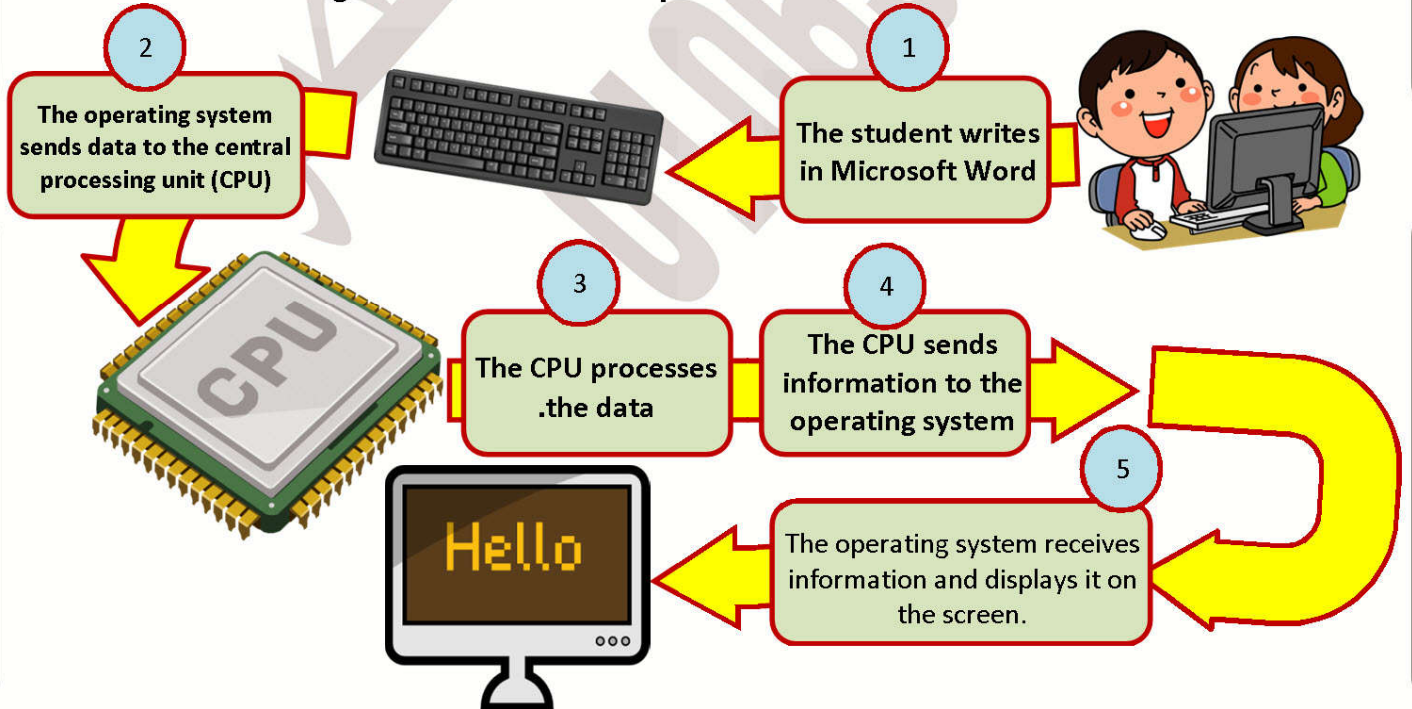 1
The student writes
in Microsoft Word
2
The operating system
sends data to the central
processing unit (CPU)
CPU
3
The CPU processes
.the data
4
The CPU sends
information to the
operating system
5
The operating system receives
information and displays it on
the screen.
Hello